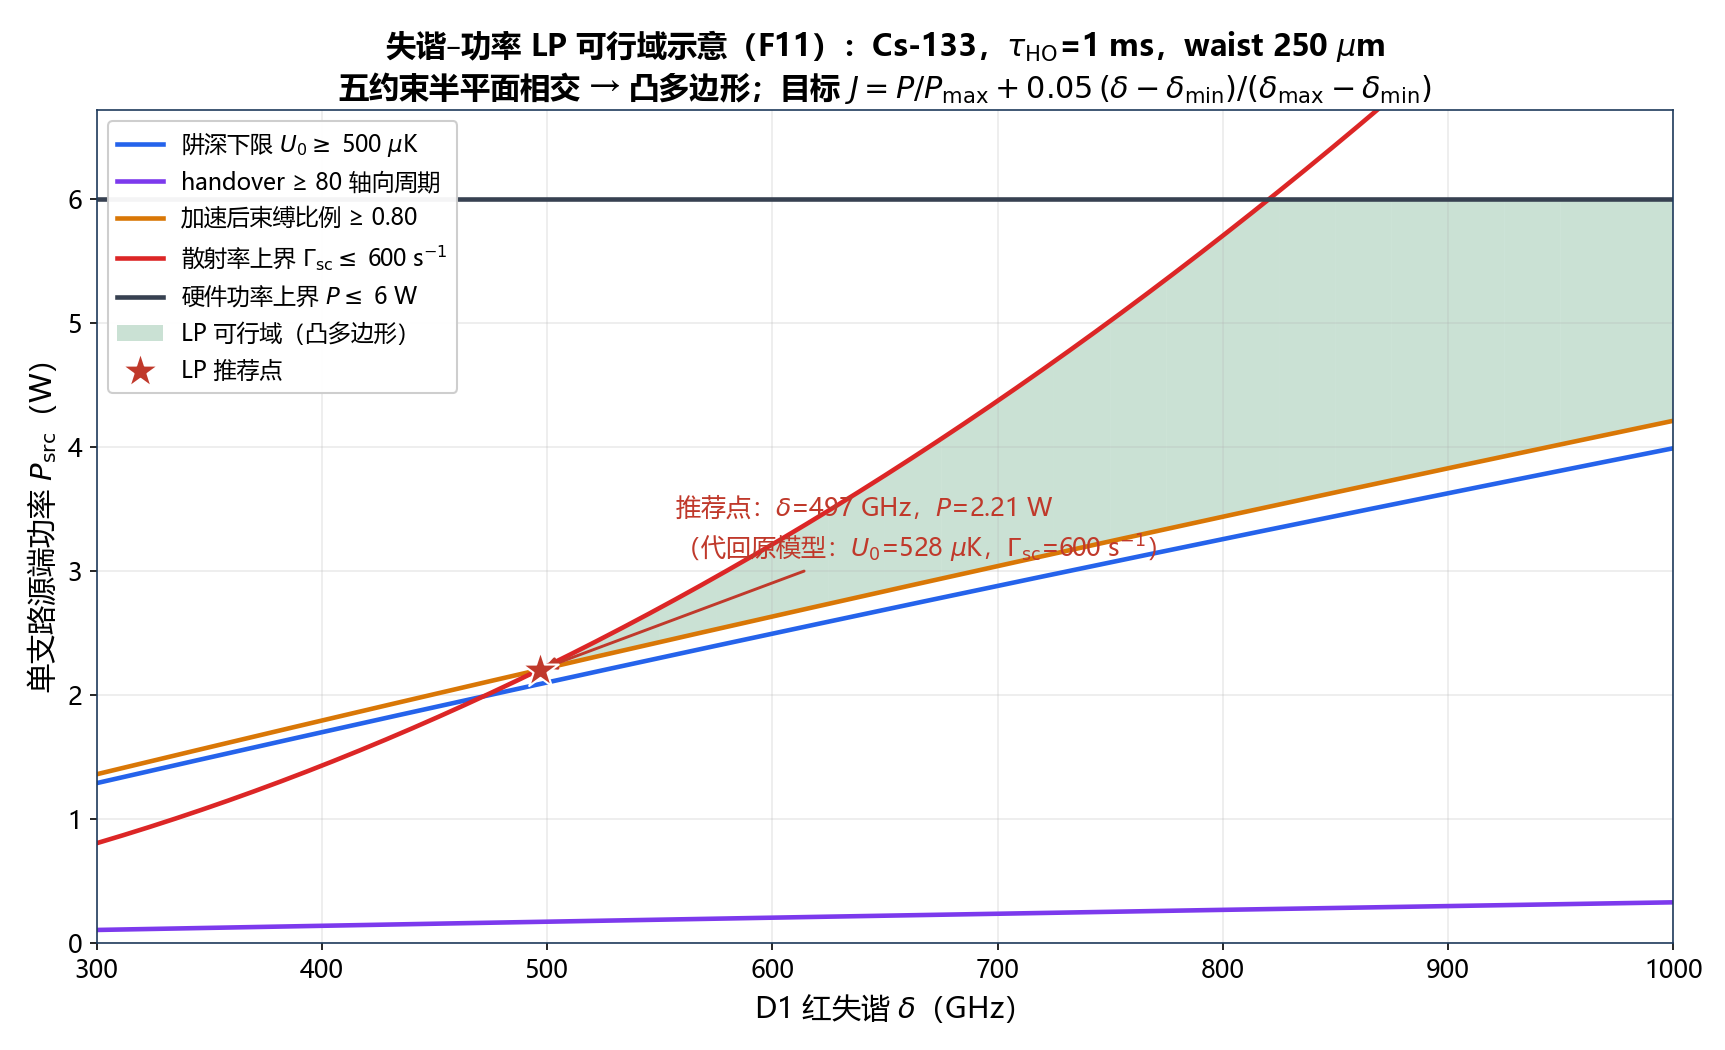 失谐–功率 LP 可行域示意（F11）：Cs-133，τHO=1 ms，waist 250 μm
五约束半平面相交 → 凸多边形；目标 J = P/Pmax + 0.05 (δ − δmin)/(δmax − δmin)
阱深下限 U0 ≥ 500 μK
handover ≥ 80 轴向周期
加速后束缚比例 ≥ 0.80
散射率上界 Γsc ≤ 600 s−1
硬件功率上界 P ≤ 6 W
LP 可行域（凸多边形）
LP 推荐点
推荐点：δ=497 GHz，P=2.21 W
（代回原模型：U0=528 μK，Γsc=600 s−1）
单支路源端功率 Psrc（W）
6
5
4
3
2
1
0
300 400 500 600 700 800 900 1000
D1 红失谐 δ（GHz）